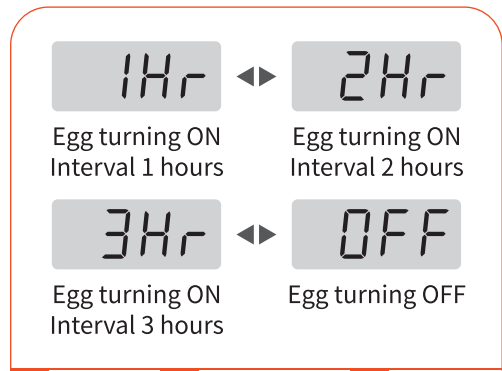 1Hr
2Hr
Egg turning ON
Interval 1 hours
Egg turning ON
Interval 2 hours
3Hr
OFF
Egg turning ON
Interval 3 hours
Egg turning OFF